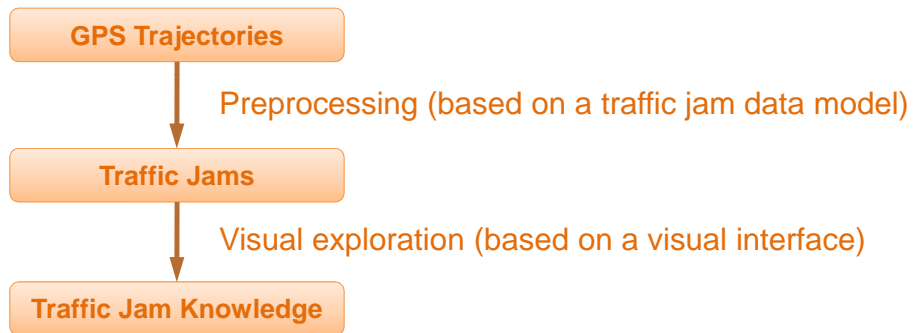 GPS Trajectories
Preprocessing (based on a traffic jam data model)
Traffic Jams
Visual exploration (based on a visual interface)
Traffic Jam Knowledge